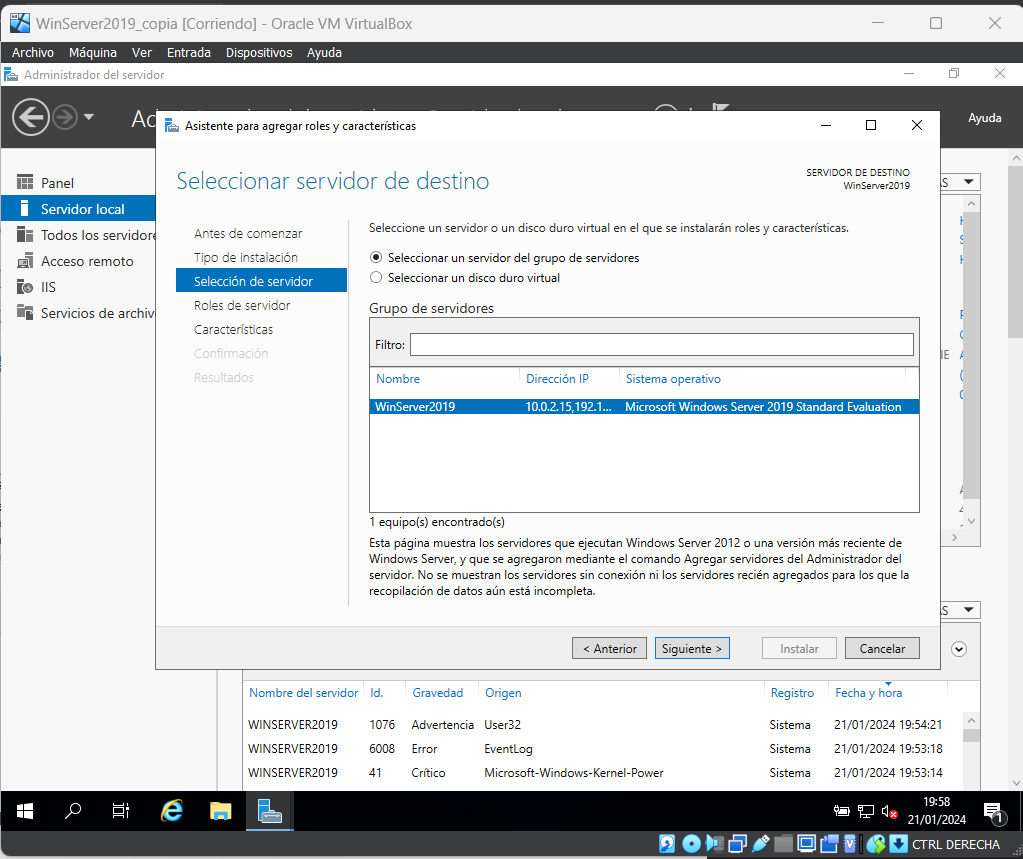 WinServer2019_copia [Corriendo] - Oracle VM VirtualBox
Archivo Máquina Ver Entrada Dispositivos Ayuda
Administrador del servidor
Ayuda
Asistente para agregar roles y características
Seleccionar servidor de destino
SERVIDOR DE DESTINO
WinServer2019
Panel
Servidor local
Todos los servidore
Acceso remoto
IIS
Servicios de archiv
Antes de comenzar
Tipo de instalación
Selección de servidor
Roles de servidor
Características
Confirmación
Resultados
Seleccione un servidor o un disco duro virtual en el que se instalarán roles y características.
Seleccionar un servidor del grupo de servidores
Seleccionar un disco duro virtual
Grupo de servidores
Filtro:
Nombre Dirección IP Sistema operativo
WinServer2019 10.0.2.15,192.1... Microsoft Windows Server 2019 Standard Evaluation
1 equipo(s) encontrado(s)
Esta página muestra los servidores que ejecutan Windows Server 2012 o una versión más reciente de
Windows Server, y que se agregaron mediante el comando Agregar servidores del Administrador del
servidor. No se muestran los servidores sin conexión ni los servidores recién agregados para los que la
recopilación de datos aún está incompleta.
< Anterior Siguiente > Instalar Cancelar
Nombre del servidor Id. Gravedad Origen Registro Fecha y hora
WINSERVER2019 1076 Advertencia User32 Sistema 21/01/2024 19:54:21
WINSERVER2019 6008 Error EventLog Sistema 21/01/2024 19:53:18
WINSERVER2019 41 Crítico Microsoft-Windows-Kernel-Power Sistema 21/01/2024 19:53:14
19:58
21/01/2024
1
CTRL DERECHA